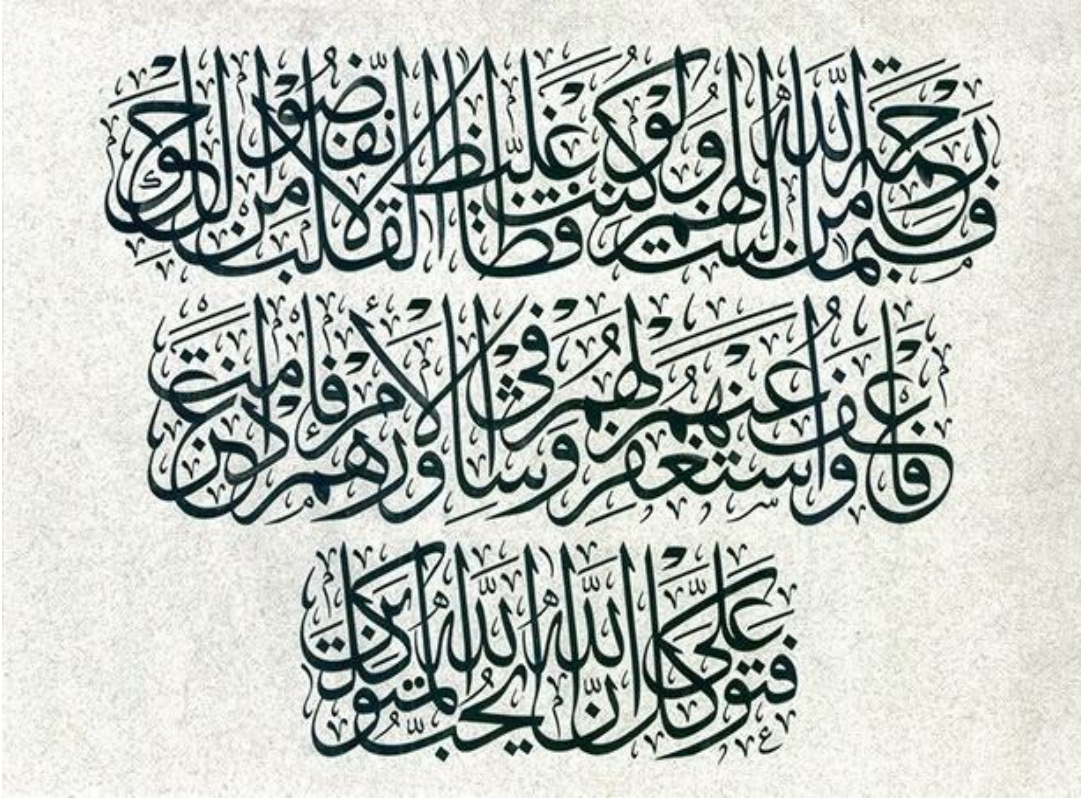 فبما رحمة من الله لنت لهم ولو كنت فظا غليظ القلب لانفضوا من حولك
فاعف عنهم واستغفر لهم وشاورهم في الأمر فإذا عزمت
فتوكل على الله إن الله يحب المتوكلين